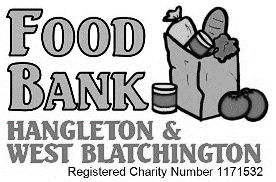 FOOD
BANK
HANGLETON &
WEST BLATCHINGTON
Registered Charity Number 1171532